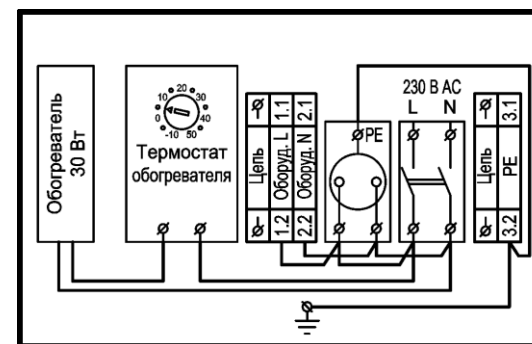 Обогреватель
30 Вт
-10 0 10 20 30 40 50
Термостат
обогревателя
Цепь
1.1
Оборуд. L
1.2
2.1
Оборуд. N
2.2
PE
230 В AC
L N
Цепь
3.1
PE
3.2